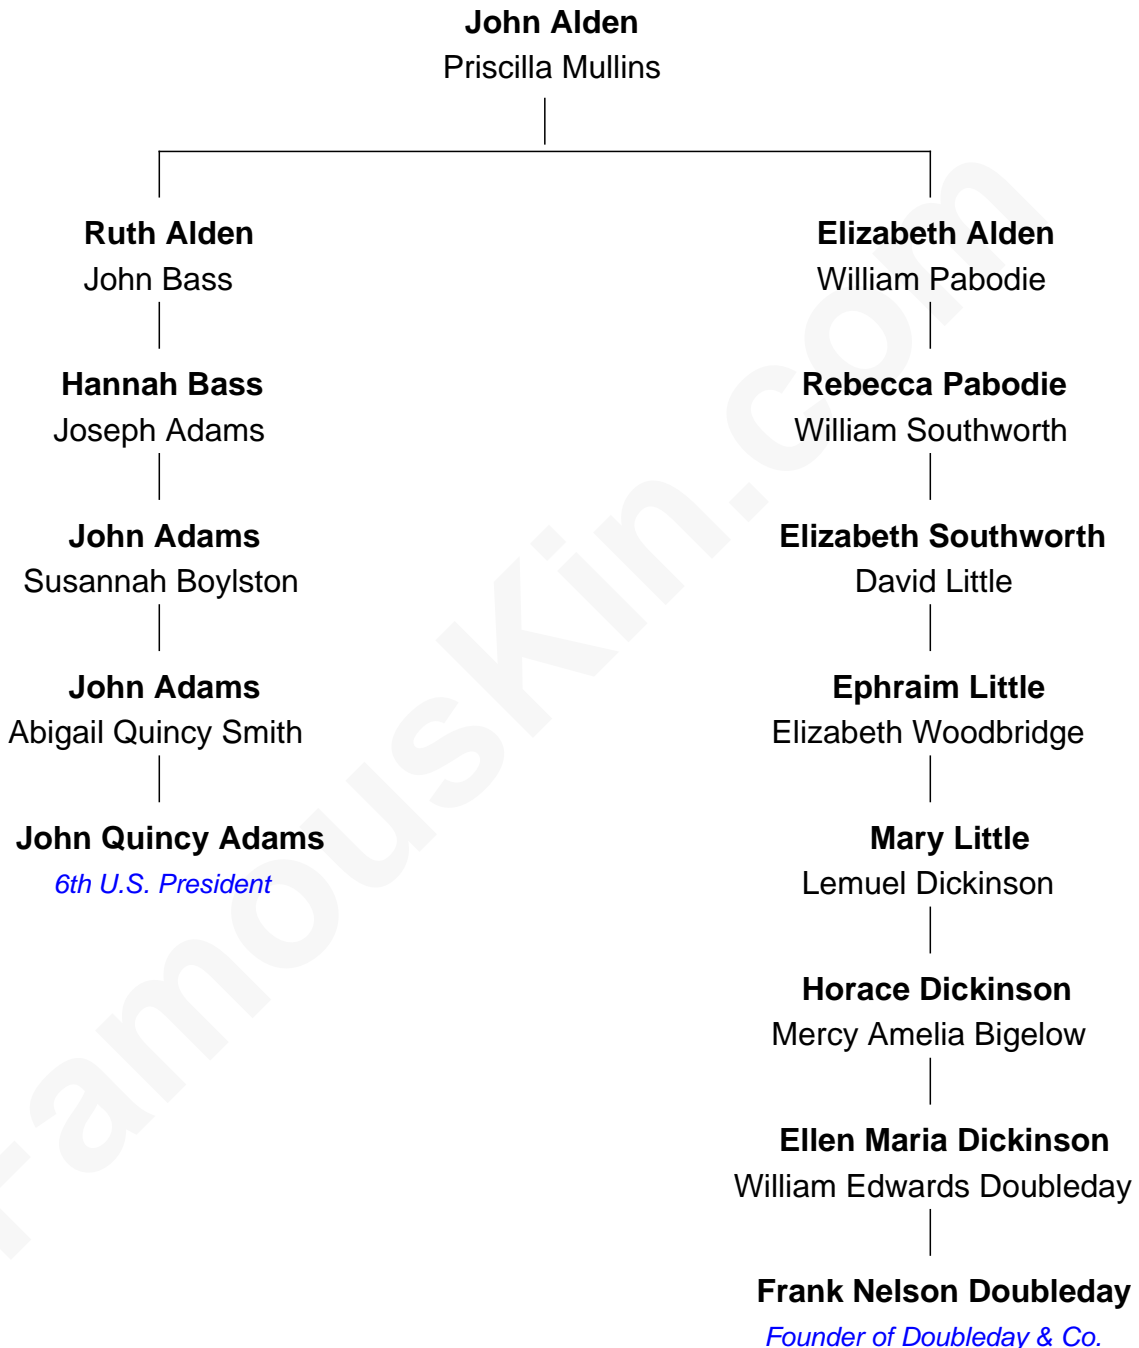 John Alden
Priscilla Mullins
Ruth Alden
John Bass
Hannah Bass
Joseph Adams
John Adams
Susannah Boylston
John Adams
Abigail Quincy Smith
John Quincy Adams
6th U.S. President
Elizabeth Alden
William Pabodie
Rebecca Pabodie
William Southworth
Elizabeth Southworth
David Little
Ephraim Little
Elizabeth Woodbridge
Mary Little
Lemuel Dickinson
Horace Dickinson
Mercy Amelia Bigelow
Ellen Maria Dickinson
William Edwards Doubleday
Frank Nelson Doubleday
Founder of Doubleday & Co.
FamousKin.com